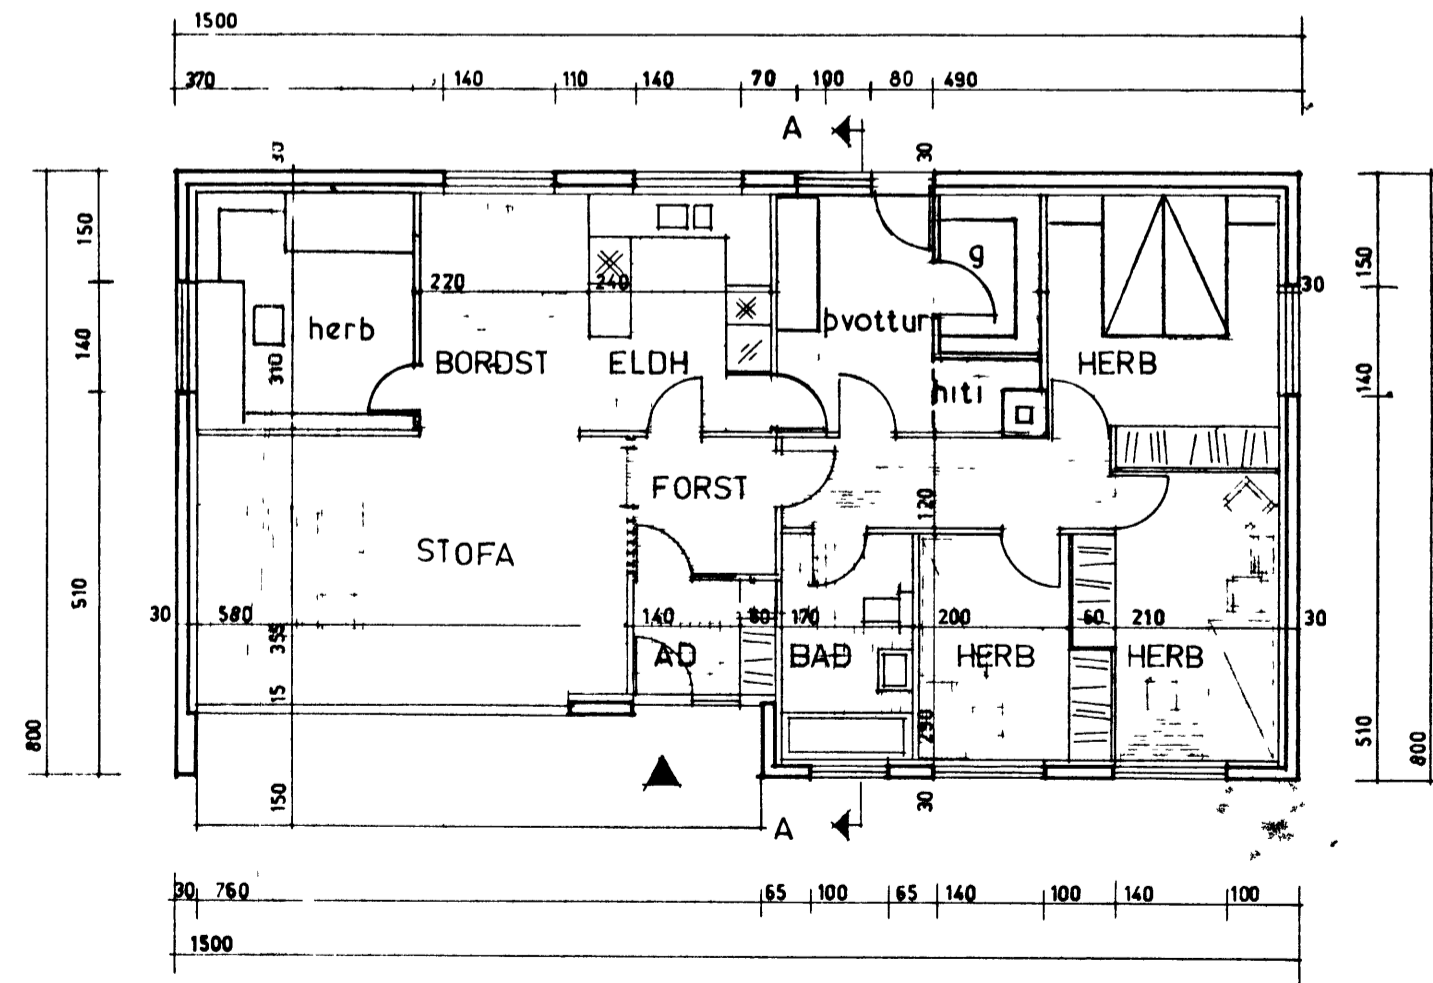 1500
370 140 110 140 70 100 80 490
A
30 30
150 150
220 240 g 30
herb þvottur
140 310 BORDST ELDH HERB 140
hiti
FORST 120
STOFA
510
30 580 355 140 60 170 200 60 210 30
AD BAD HERB HERB
15 290
800 510 800
150 30
A
30 760 65 100 65 140 100 140 100
1500